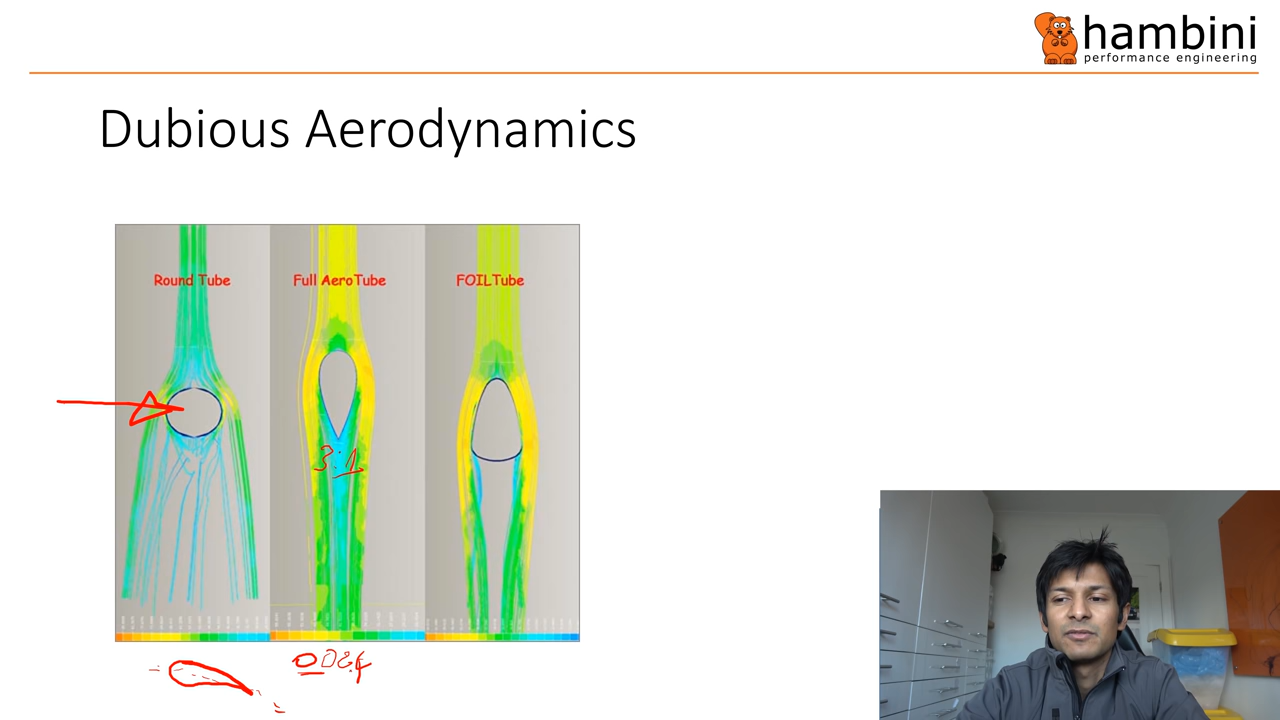 hambini
performance engineering
Dubious Aerodynamics
Round Tube
Full AeroTube
FOILTube
3:1